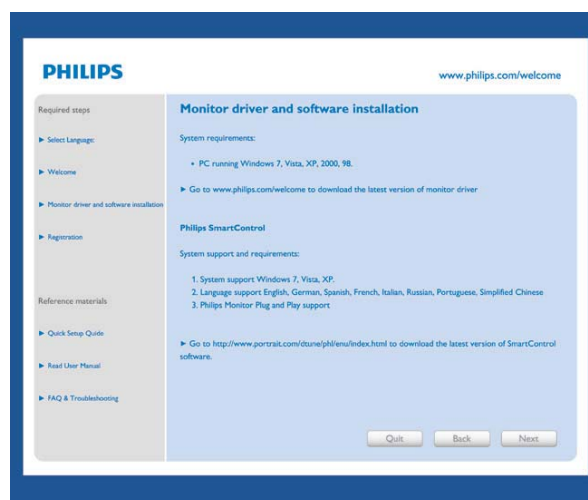 PHILIPS
www.philips.com/welcome
Required steps
► Select Language:
► Welcome
► Monitor driver and software installation
► Registration
Reference materials
► Quick Setup Guide
► Read User Manual
► FAQ & Troubleshooting
Monitor driver and software installation
System requirements:
• PC running Windows 7, Vista, XP, 2000, 98.
► Go to www.philips.com/welcome to download the latest version of monitor driver
Philips SmartControl
System support and requirements:
1. System support Windows 7, Vista, XP.
2. Language support English, German, Spanish, French, Italian, Russian, Portuguese, Simplified Chinese
3. Philips Monitor Plug and Play support
► Go to http://www.portrait.com/dtune/phl/enu/index.html to download the latest version of SmartControl
software.
Quit
Back
Next